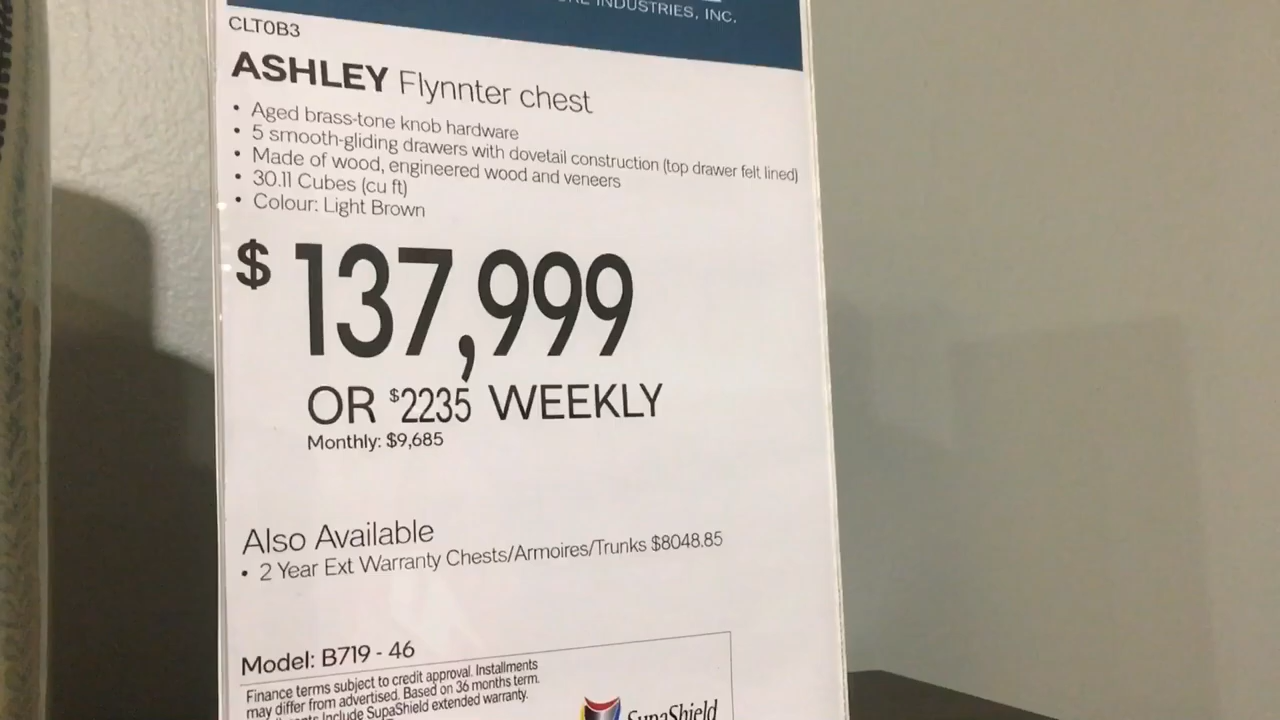 INDUSTRIES, INC.
CLT0B3
ASHLEY Flynnter chest
• Aged brass-tone knob hardware
• 5 smooth-gliding drawers with dovetail construction (top drawer felt lined)
• Made of wood, engineered wood and veneers
• 30.11 Cubes (cu ft)
• Colour: Light Brown
$137,999
OR $2235 WEEKLY
Monthly: $9,685
Also Available
• 2 Year Ext Warranty Chests/Armoires/Trunks $8048.85
Model: B719 - 46
Finance terms subject to credit approval. Installments
may differ from advertised. Based on 36 months term.
include SupaShield extended warranty.
SupaShield